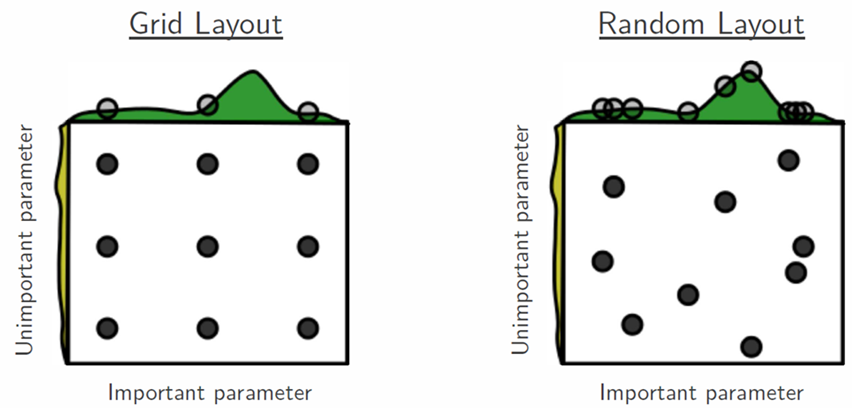 Grid Layout
Unimportant parameter
Important parameter
Random Layout
Unimportant parameter
Important parameter